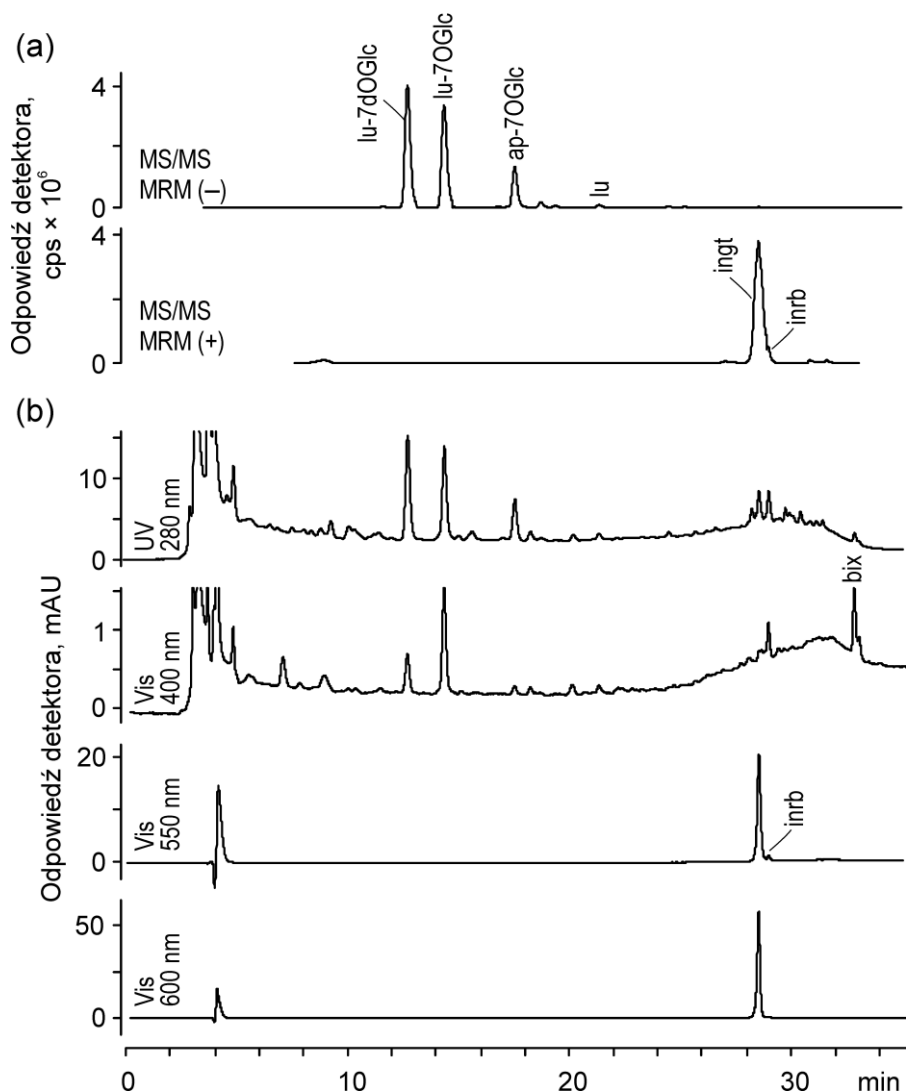 (a)
Odpowiedź detektora,
cps × 10⁶
4
0
MS/MS
MRM (–)
lu-7dOGlc
lu-7OGlc
ap-7OGlc
lu
4
0
MS/MS
MRM (+)
ingt
inrb
(b)
Odpowiedź detektora, mAU
10
0
UV
280 nm
1
0
Vis
400 nm
bix
20
0
Vis
550 nm
inrb
50
0
Vis
600 nm
0
10
20
30
min